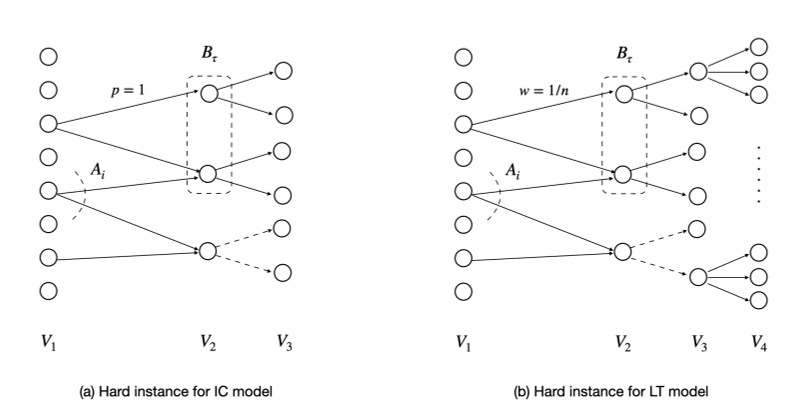 B_τ
p = 1
A_i
V_1 V_2 V_3
(a) Hard instance for IC model
B_τ
w = 1/n
A_i
V_1 V_2 V_3 V_4
(b) Hard instance for LT model